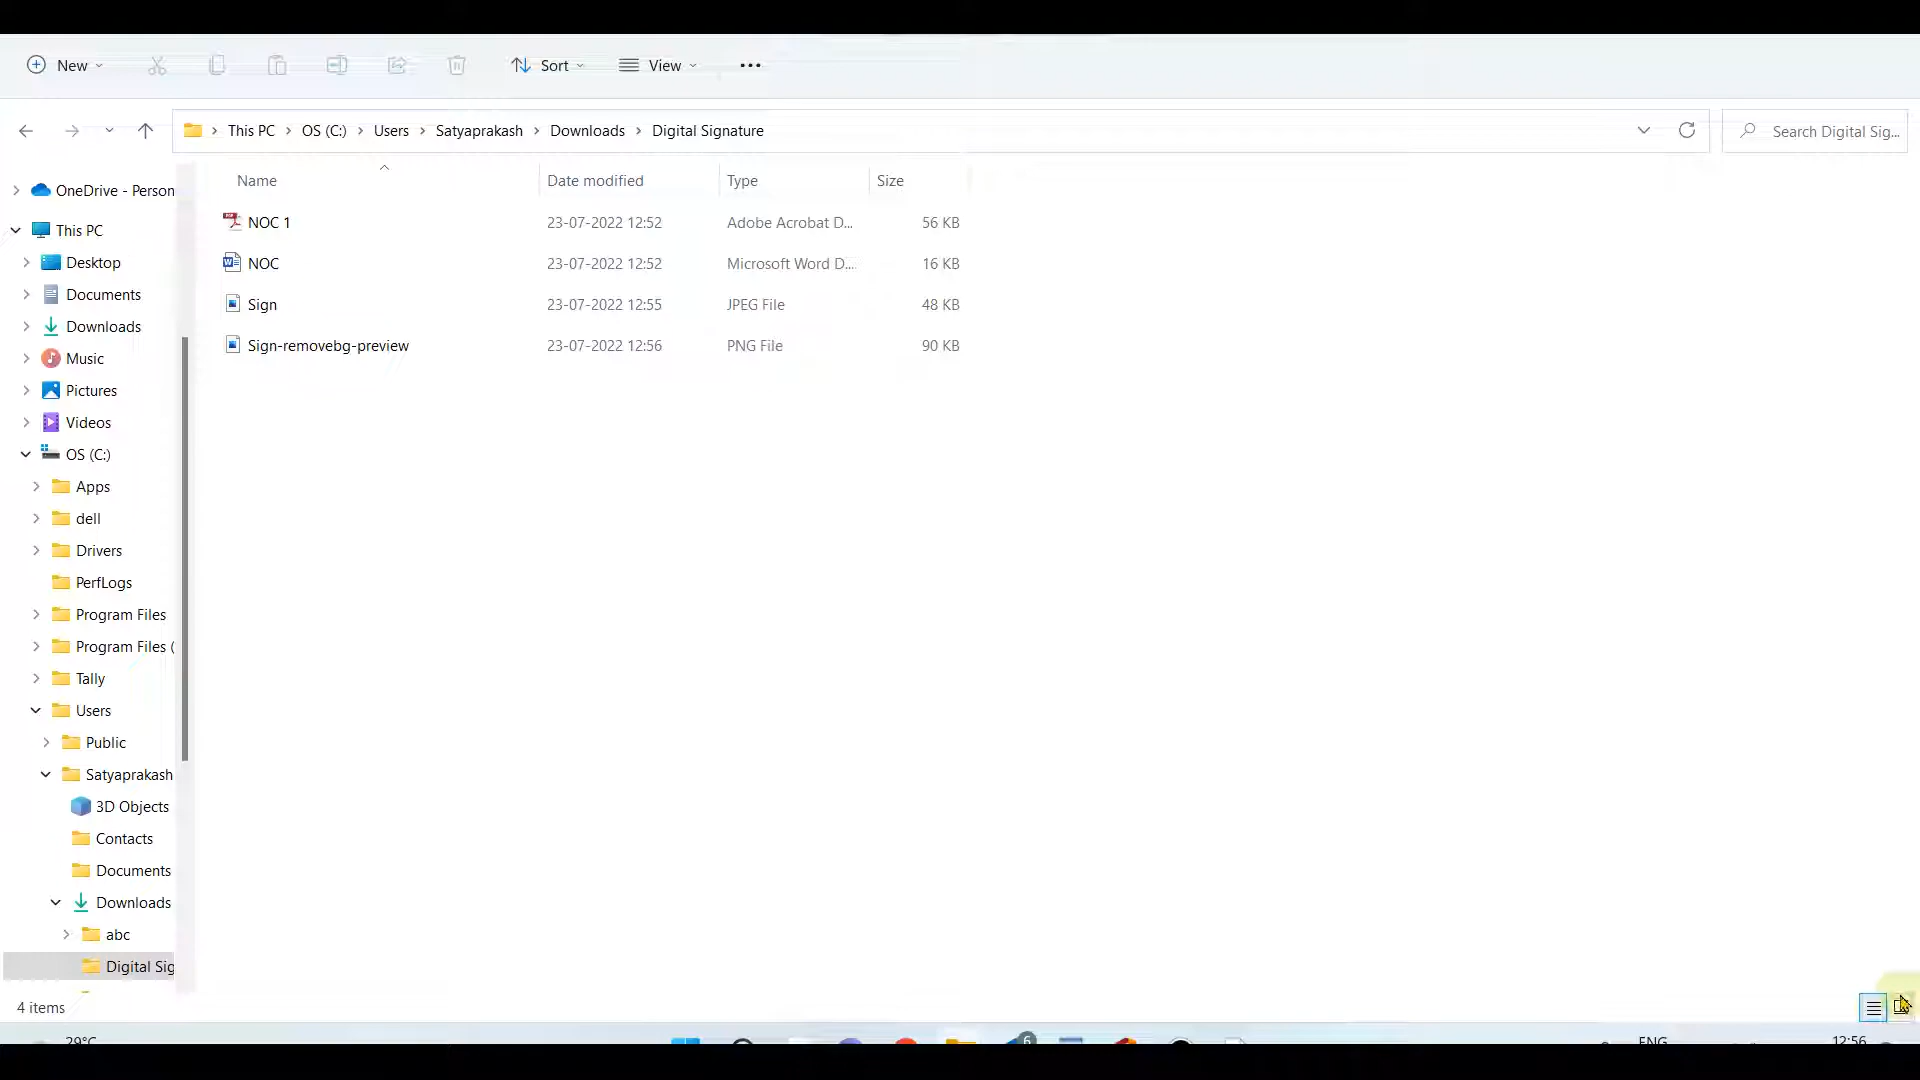 New Sort View
This PC OS (C:) Users Satyaprakash Downloads Digital Signature Search Digital Sig...
Name Date modified Type Size
NOC 1 23-07-2022 12:52 Adobe Acrobat D... 56 KB
NOC 23-07-2022 12:52 Microsoft Word D... 16 KB
Sign 23-07-2022 12:55 JPEG File 48 KB
Sign-removebg-preview 23-07-2022 12:56 PNG File 90 KB
OneDrive - Person
This PC
Desktop
Documents
Downloads
Music
Pictures
Videos
OS (C:)
Apps
dell
Drivers
PerfLogs
Program Files
Program Files (
Tally
Users
Public
Satyaprakash
3D Objects
Contacts
Documents
Downloads
abc
Digital Sig
4 items
29°C 6 ENG 12:56